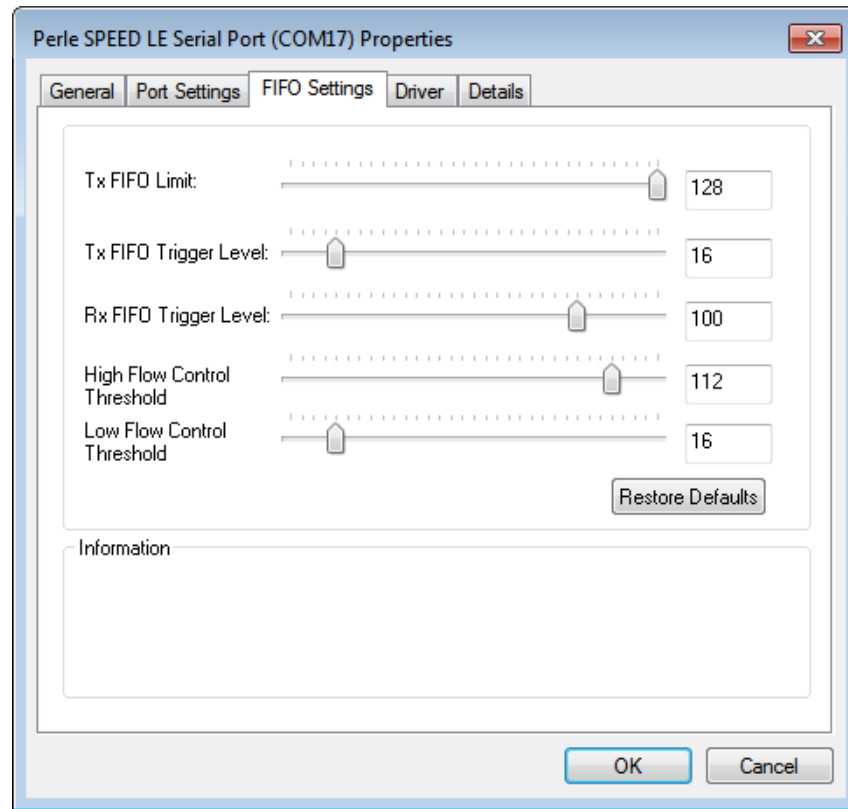 Perle SPEED LE Serial Port (COM17) Properties
General Port Settings FIFO Settings Driver Details
Tx FIFO Limit: 128
Tx FIFO Trigger Level: 16
Rx FIFO Trigger Level: 100
High Flow Control
Threshold 112
Low Flow Control
Threshold 16
Restore Defaults
Information
OK Cancel